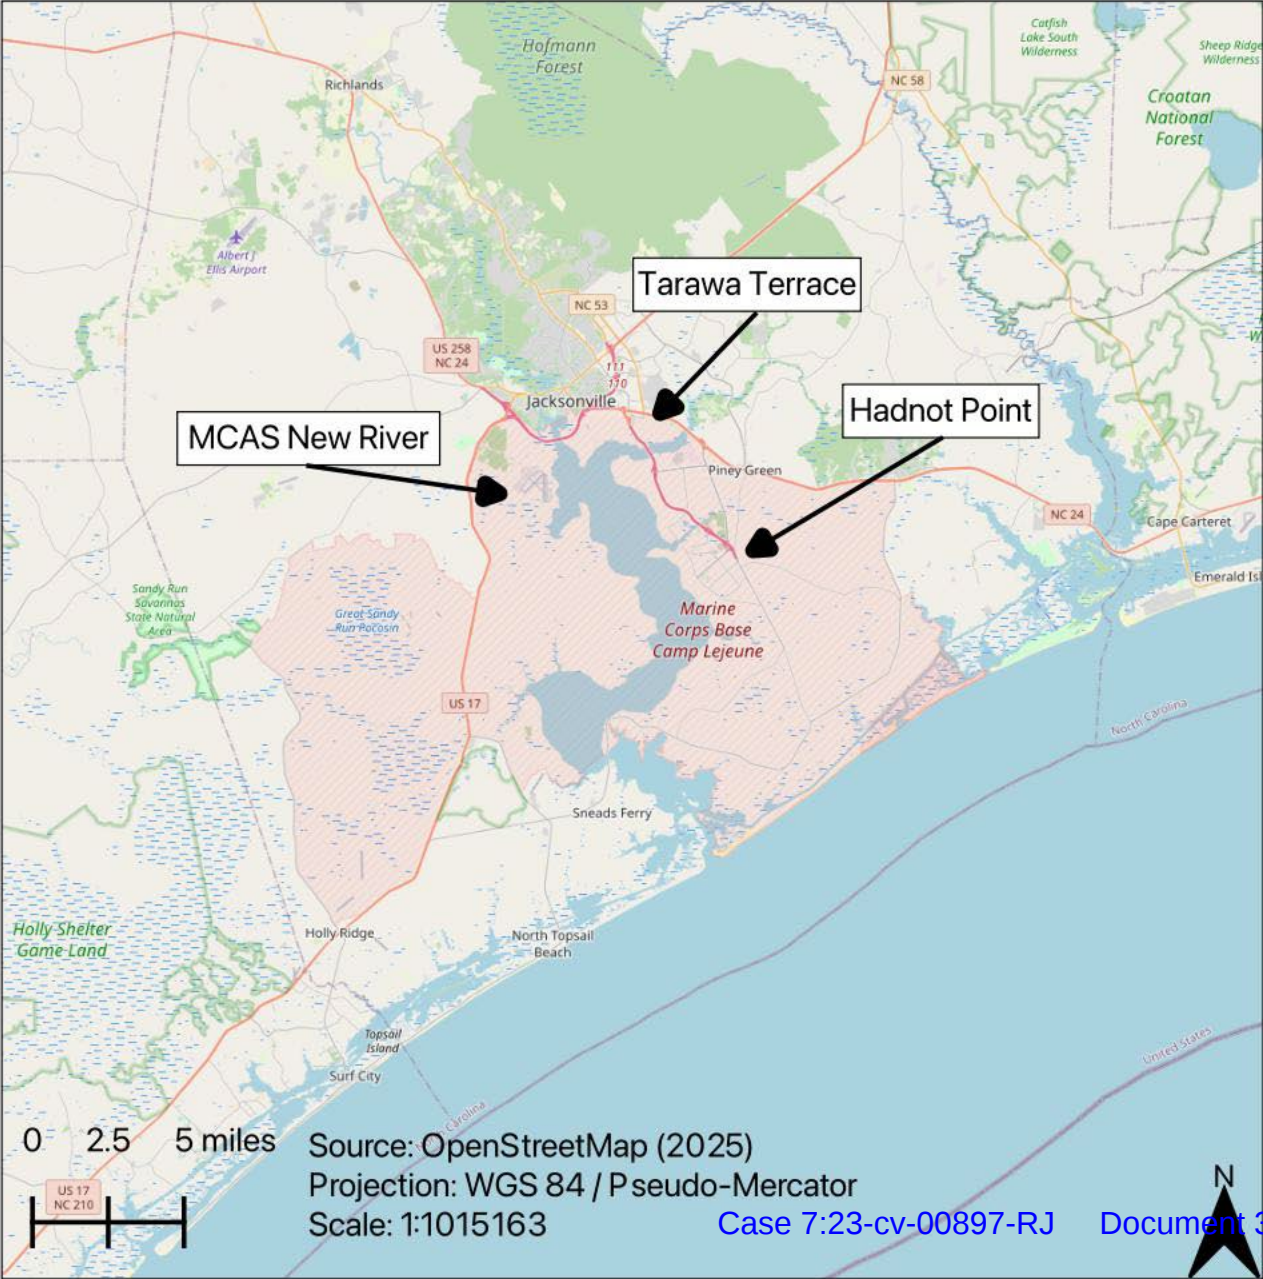 Hofmann
Forest
Catfish
Lake South
Wilderness
Sheep Ridge
Wilderness
Richlands
NC 58
Croatan
National
Forest
Albert J
Ellis Airport
Tarawa Terrace
NC 53
US 258
NC 24
111
110
Jacksonville
Hadnot Point
MCAS New River
Piney Green
NC 24
Cape Carteret
Emerald Isl
Sandy Run
Savannas
State Natural
Area
Great Sandy
Run Pocosin
Marine
Corps Base
Camp Lejeune
US 17
North Carolina
Sneads Ferry
Holly Shelter
Game Land
Holly Ridge
North Topsail
Beach
Topsail
Island
United States
Surf City
Carolina
0 2.5 5 miles
Source: OpenStreetMap (2025)
Projection: WGS 84 / Pseudo-Mercator
Scale: 1:1015163
US 17
NC 210
N
Case 7:23-cv-00897-RJ Document 3